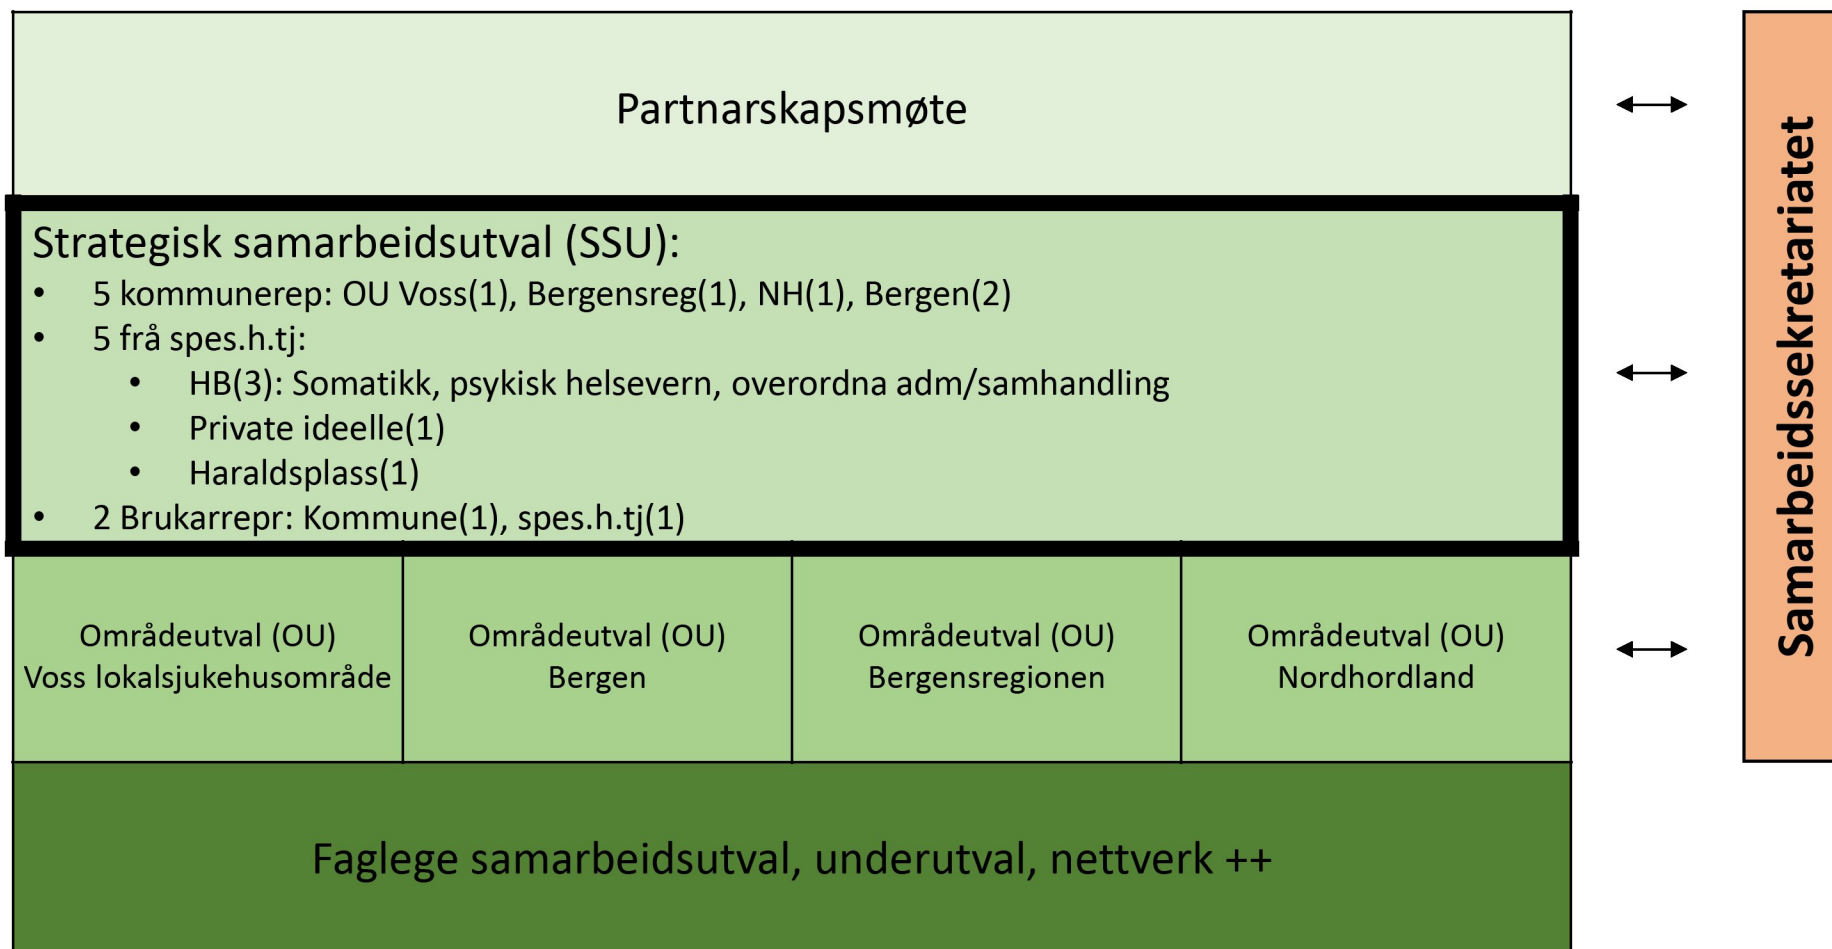 Partnarskapsmøte
Strategisk samarbeidsutval (SSU):
• 5 kommunerep: OU Voss(1), Bergensreg(1), NH(1), Bergen(2)
• 5 frå spes.h.tj:
• HB(3): Somatikk, psykisk helsevern, overordna adm/samhandling
• Private ideelle(1)
• Haraldsplass(1)
• 2 Brukarrepr: Kommune(1), spes.h.tj(1)
Områdeutval (OU)
Voss lokalsjukehusområde
Områdeutval (OU)
Bergen
Områdeutval (OU)
Bergensregionen
Områdeutval (OU)
Nordhordland
Faglege samarbeidsutval, underutval, nettverk ++
Samarbeidssekretariatet